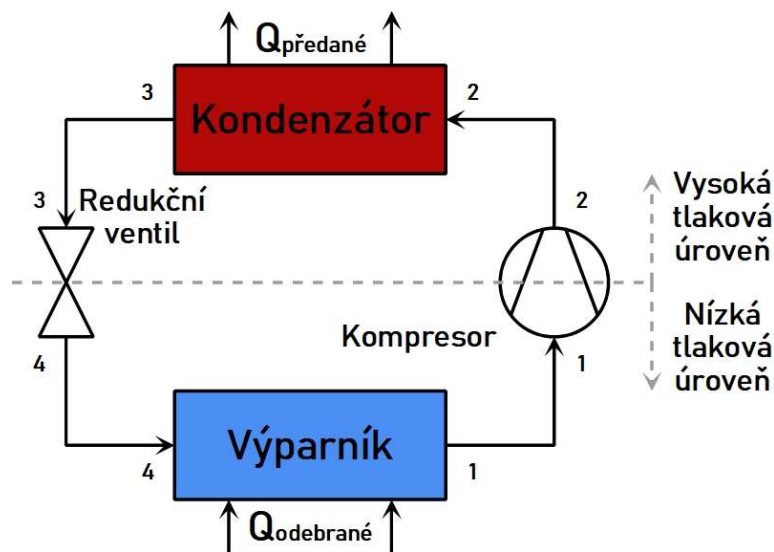 Qpředané
3
Kondenzátor
2
3
Redukční
ventil
2
Vysoká
tlaková
úroveň
Kompresor
Nízká
tlaková
úroveň
4
1
4
Výparník
1
Qodebrané